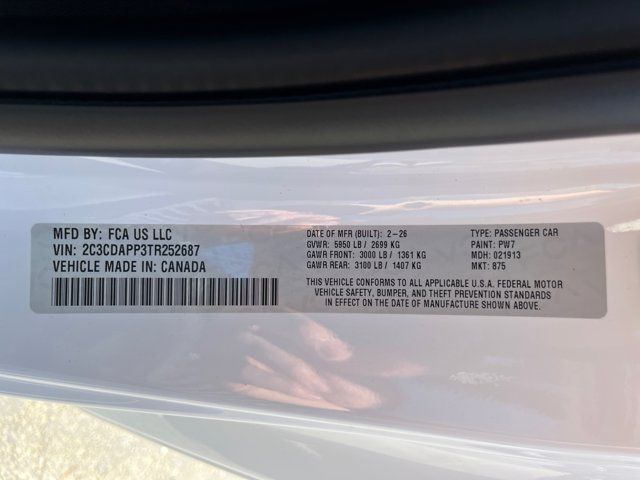 MFD BY: FCA US LLC
VIN: 2C3CDAPP3TR252687
VEHICLE MADE IN: CANADA
DATE OF MFR (BUILT): 2-26
GVWR: 5950 LB / 2699 KG
GAWR FRONT: 3000 LB / 1361 KG
GAWR REAR: 3100 LB / 1407 KG
TYPE: PASSENGER CAR
PAINT: PW7
MDH: 021913
MKT: 875
THIS VEHICLE CONFORMS TO ALL APPLICABLE U.S.A. FEDERAL MOTOR
VEHICLE SAFETY, BUMPER, AND THEFT PREVENTION STANDARDS
IN EFFECT ON THE DATE OF MANUFACTURE SHOWN ABOVE.